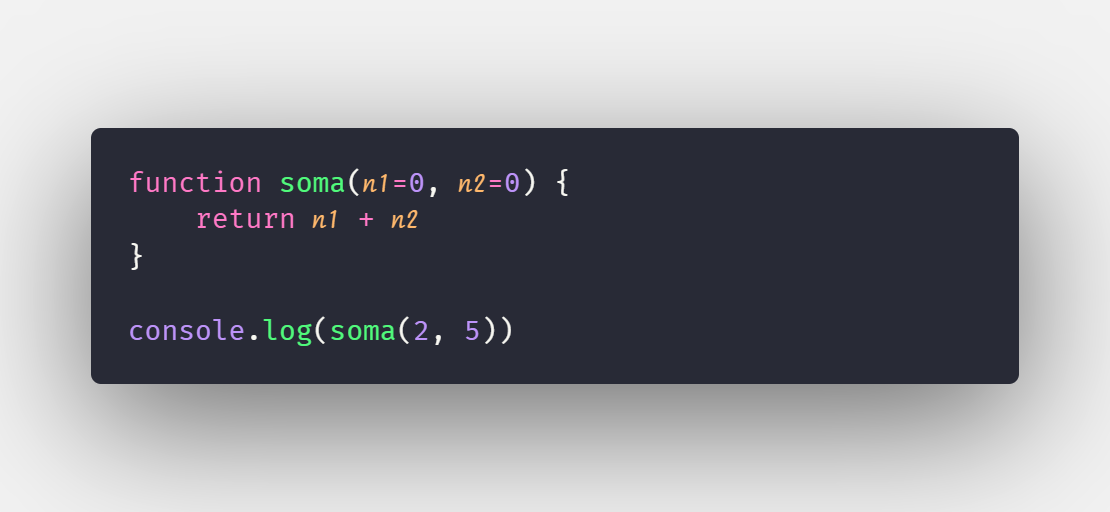 function soma(n1=0, n2=0) {
    return n1 + n2
}
console.log(soma(2, 5))